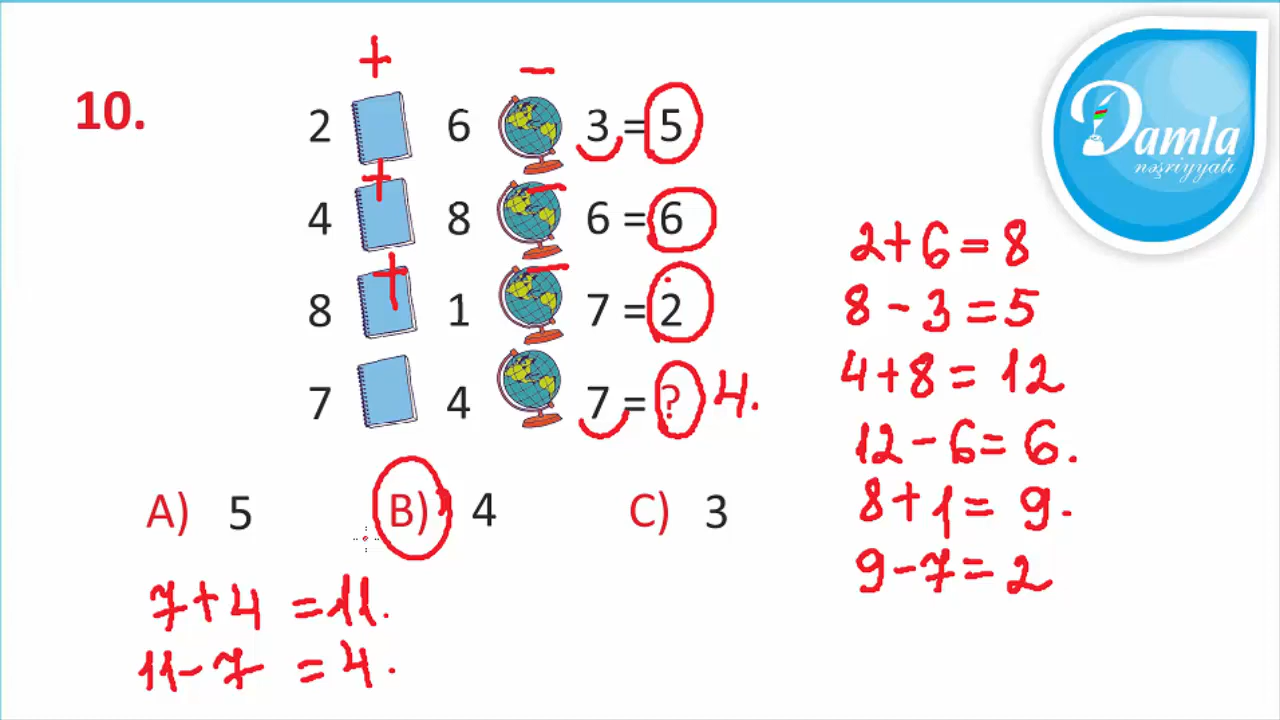 10.
+ −
2 6 3 = 5
+ −
4 8 6 = 6
+ −
8 1 7 = 2
7 4 7 = ? 4.
A) 5 B) 4 C) 3
7+4 =11.
11-7 =4.
Damla
nəşriyyatı
2+6=8
8-3=5
4+8=12
12-6=6.
8+1=9.
9-7=2